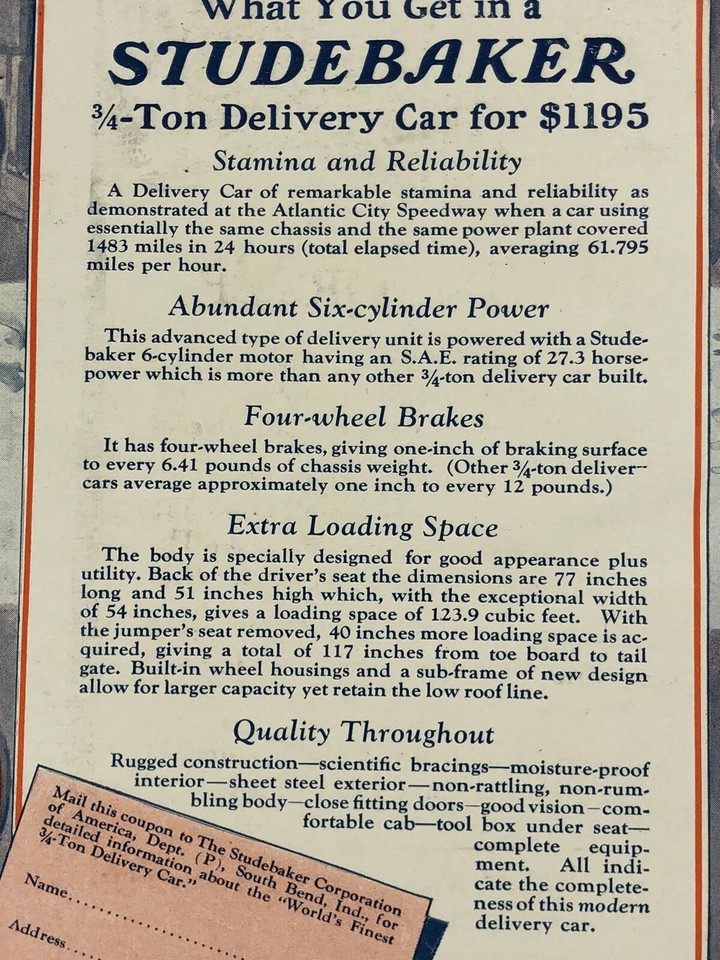 What You Get in a
STUDEBAKER
¾-Ton Delivery Car for $1195
Stamina and Reliability
A Delivery Car of remarkable stamina and reliability as
demonstrated at the Atlantic City Speedway when a car using
essentially the same chassis and the same power plant covered
1483 miles in 24 hours (total elapsed time), averaging 61.795
miles per hour.
Abundant Six-cylinder Power
This advanced type of delivery unit is powered with a Stude-
baker 6-cylinder motor having an S.A.E. rating of 27.3 horse-
power which is more than any other ¾-ton delivery car built.
Four-wheel Brakes
It has four-wheel brakes, giving one-inch of braking surface
to every 6.41 pounds of chassis weight. (Other ¾-ton deliver--
cars average approximately one inch to every 12 pounds.)
Extra Loading Space
The body is specially designed for good appearance plus
utility. Back of the driver's seat the dimensions are 77 inches
long and 51 inches high which, with the exceptional width
of 54 inches, gives a loading space of 123.9 cubic feet. With
the jumper's seat removed, 40 inches more loading space is ac-
quired, giving a total of 117 inches from toe board to tail
gate. Built-in wheel housings and a sub-frame of new design
allow for larger capacity yet retain the low roof line.
Quality Throughout
Rugged construction—scientific bracings—moisture-proof
interior—sheet steel exterior—non-rattling, non-rum-
bling body—close fitting doors—good vision—com-
fortable cab—tool box under seat—
complete equip-
ment. All indi-
cate the complete-
ness of this modern
delivery car.
Mail this coupon to The Studebaker Corporation
of America, Dept. (P), South Bend, Ind., for
detailed information about the "World's Finest
¾-Ton Delivery Car."
Name
Address